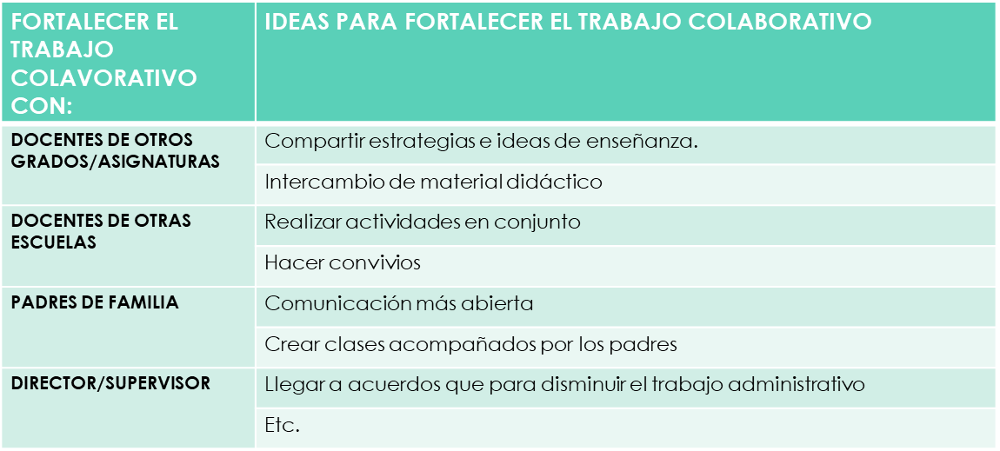 FORTALECER EL
TRABAJO
COLAVORATIVO
CON:
IDEAS PARA FORTALECER EL TRABAJO COLABORATIVO
DOCENTES DE OTROS
GRADOS/ASIGNATURAS
Compartir estrategias e ideas de enseñanza.
Intercambio de material didáctico
DOCENTES DE OTRAS
ESCUELAS
Realizar actividades en conjunto
Hacer convivios
PADRES DE FAMILIA
Comunicación más abierta
Crear clases acompañados por los padres
DIRECTOR/SUPERVISOR
Llegar a acuerdos que para disminuir el trabajo administrativo
Etc.